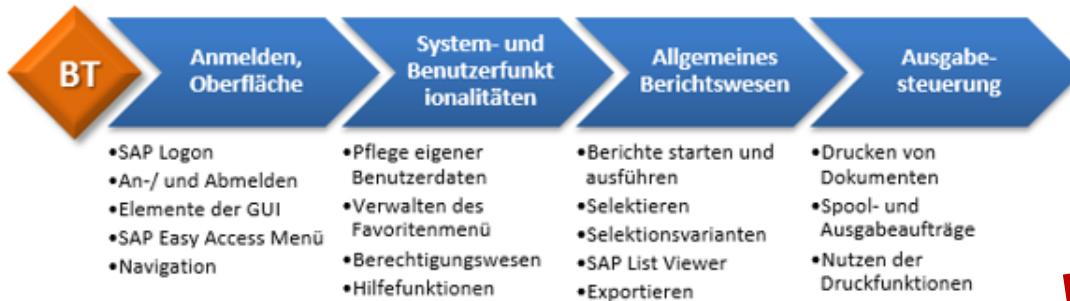 BT
Anmelden,
Oberfläche
•SAP Logon
•An-/ und Abmelden
•Elemente der GUI
•SAP Easy Access Menü
•Navigation
System- und
Benutzerfunkt
ionalitäten
•Pflege eigener
Benutzerdaten
•Verwalten des
Favoritenmenü
•Berechtigungswesen
•Hilfefunktionen
Allgemeines
Berichtswesen
•Berichte starten und
ausführen
•Selektieren
•Selektionsvarianten
•SAP List Viewer
•Exportieren
Ausgabe-
steuerung
•Drucken von
Dokumenten
•Spool- und
Ausgabeaufträge
•Nutzen der
Druckfunktionen